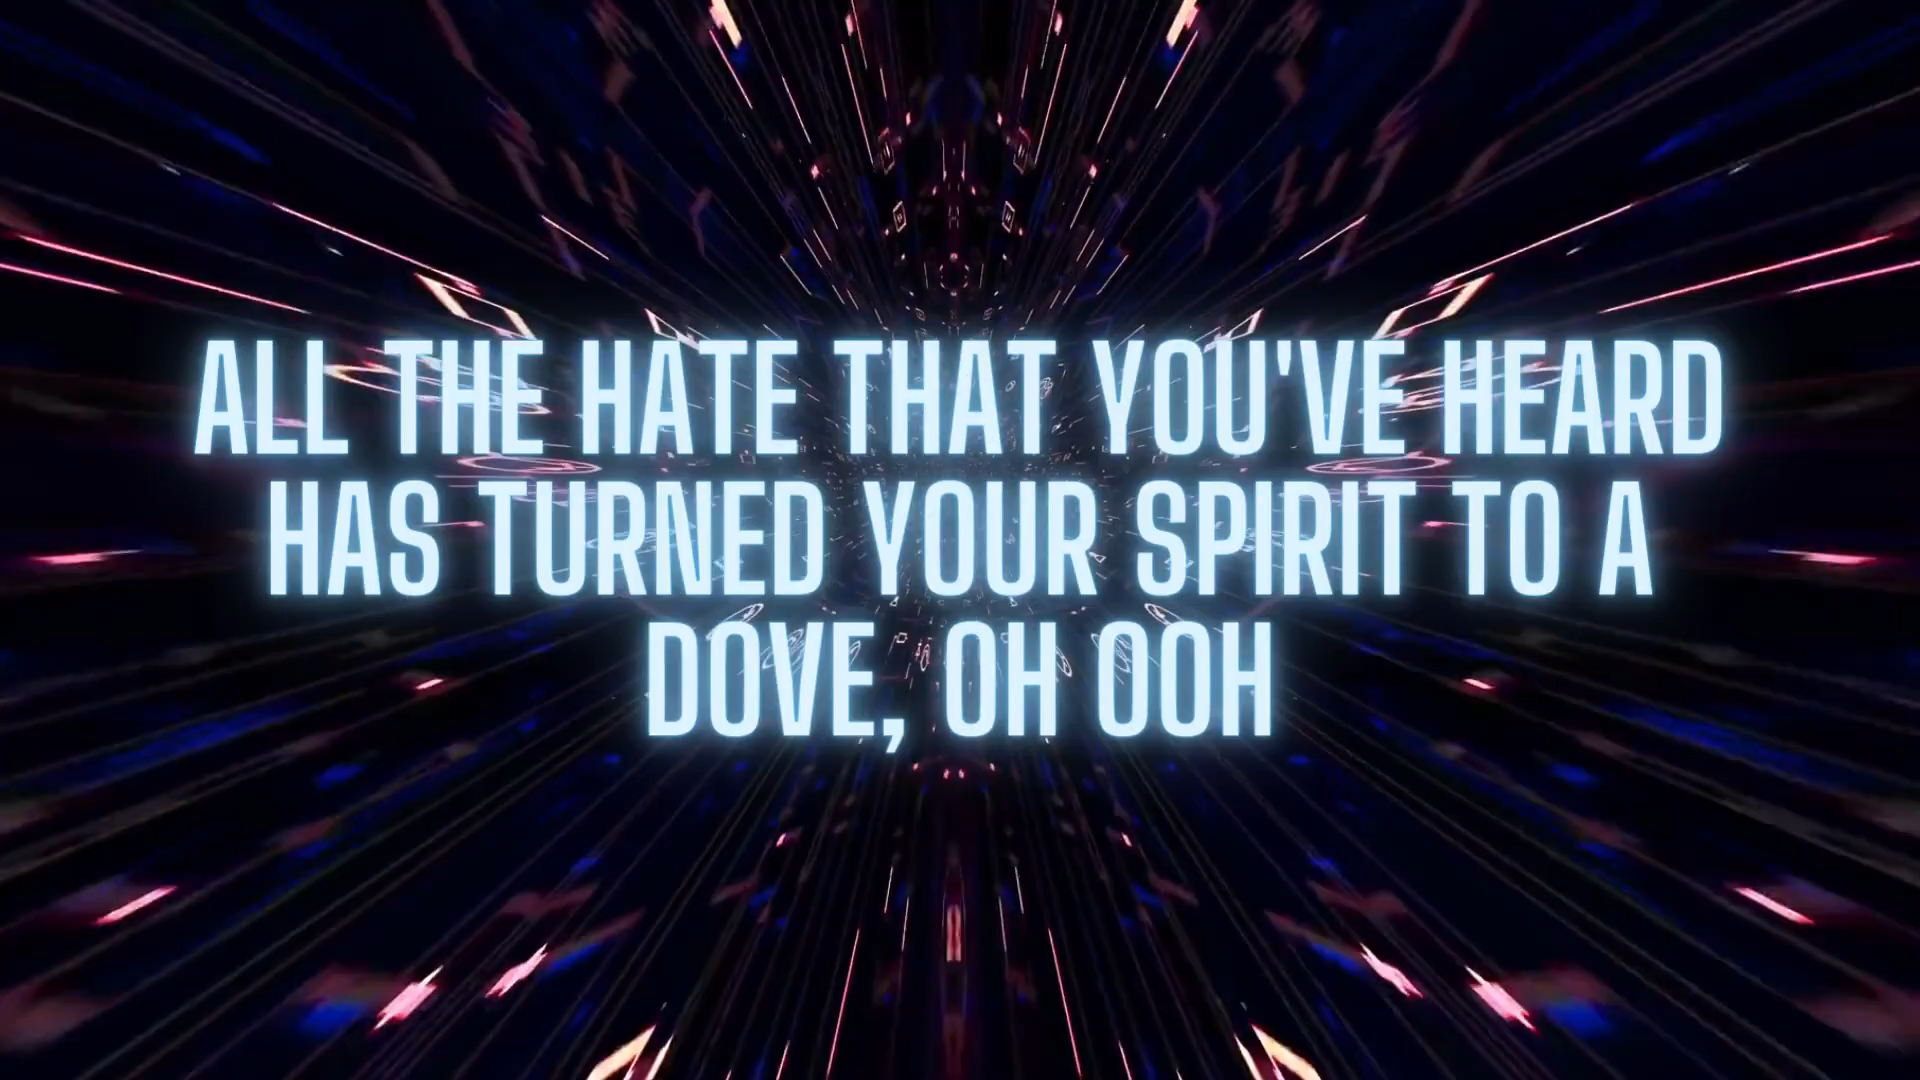 ALL THE HATE THAT YOU'VE HEARD
HAS TURNED YOUR SPIRIT TO A
DOVE, OH OOH